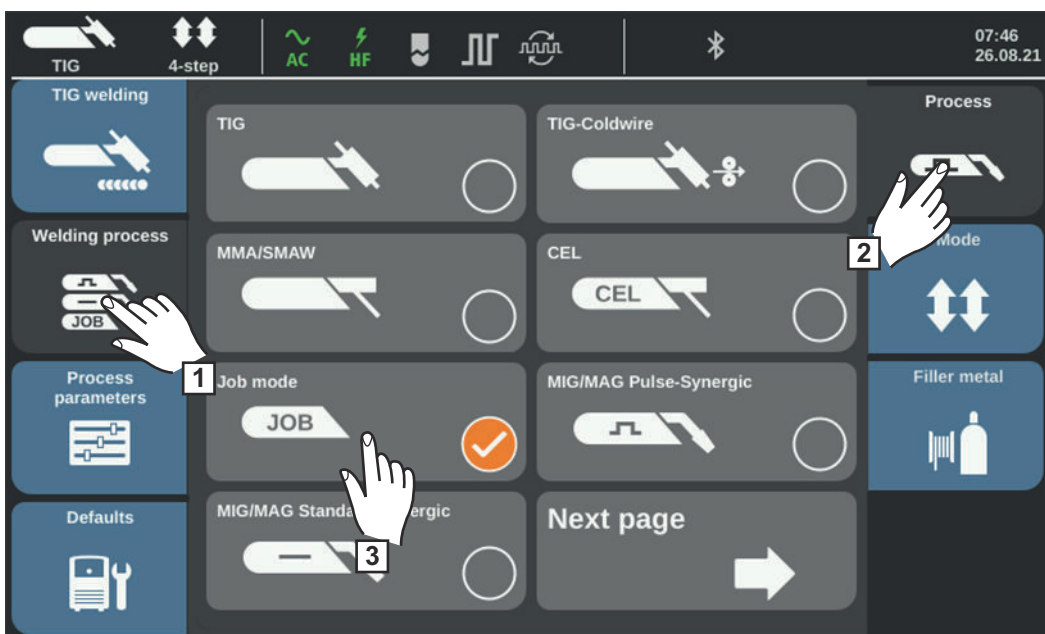 TIG
4-step
AC
HF
07:46
26.08.21
TIG welding
Welding process
JOB
1
Process
parameters
Defaults
TIG
TIG-Coldwire
MMA/SMAW
CEL
CEL
Job mode
JOB
MIG/MAG Pulse-Synergic
MIG/MAG Standa ergic
3
Next page
Process
2
Mode
Filler metal